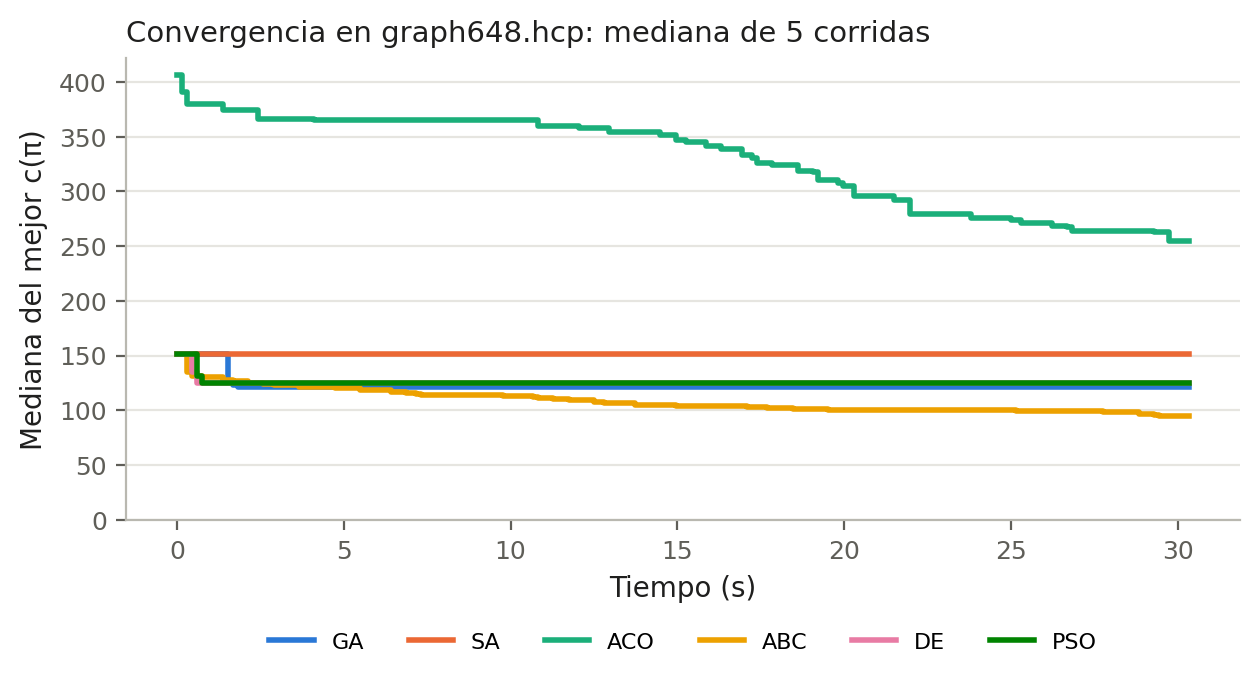 Convergencia en graph648.hcp: mediana de 5 corridas
Mediana del mejor c(π)
400
350
300
250
200
150
100
50
0
0 5 10 15 20 25 30
Tiempo (s)
GA SA ACO ABC DE PSO